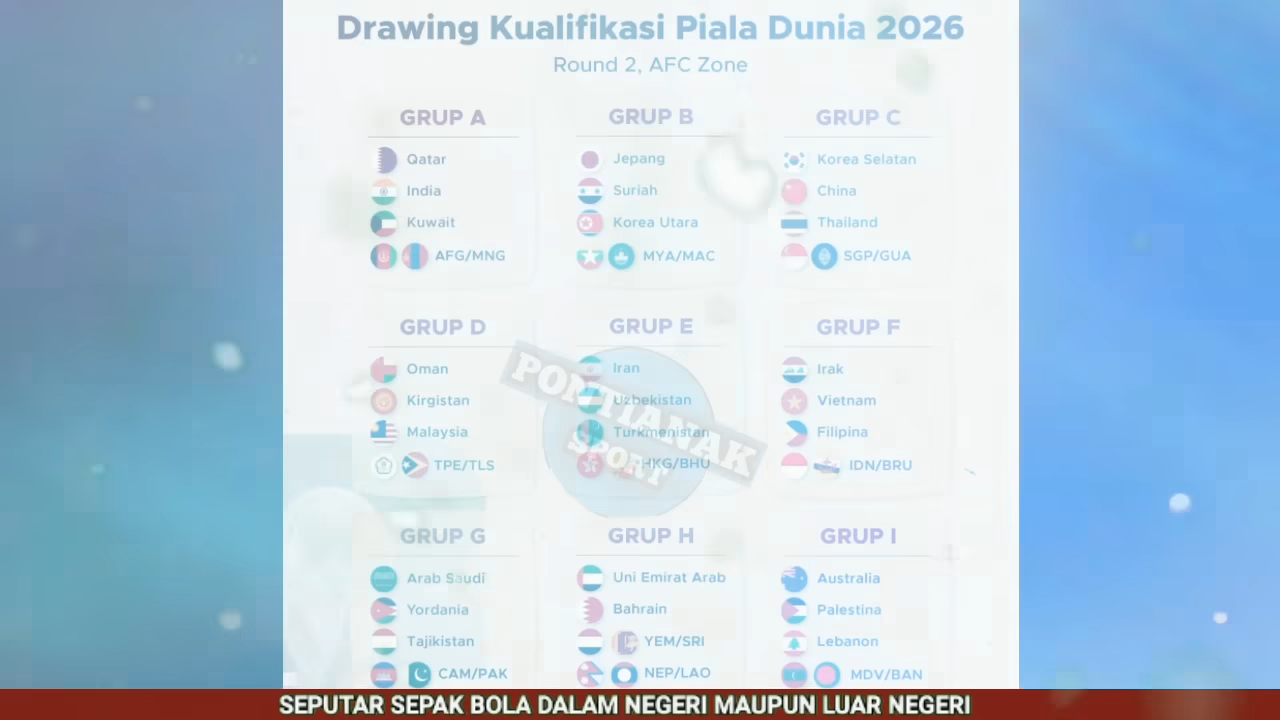 Drawing Kualifikasi Piala Dunia 2026
Round 2, AFC Zone
GRUP A
Qatar
India
Kuwait
AFG/MNG
GRUP B
Jepang
Suriah
Korea Utara
MYA/MAC
GRUP C
Korea Selatan
China
Thailand
SGP/GUA
GRUP D
Oman
Kirgistan
Malaysia
TPE/TLS
GRUP E
Iran
Uzbekistan
Turkmenistan
HKG/BHU
GRUP F
Irak
Vietnam
Filipina
IDN/BRU
PONTIANAK
SPORT
GRUP G
Arab Saudi
Yordania
Tajikistan
CAM/PAK
GRUP H
Uni Emirat Arab
Bahrain
YEM/SRI
NEP/LAO
GRUP I
Australia
Palestina
Lebanon
MDV/BAN
SEPUTAR SEPAK BOLA DALAM NEGERI MAUPUN LUAR NEGERI